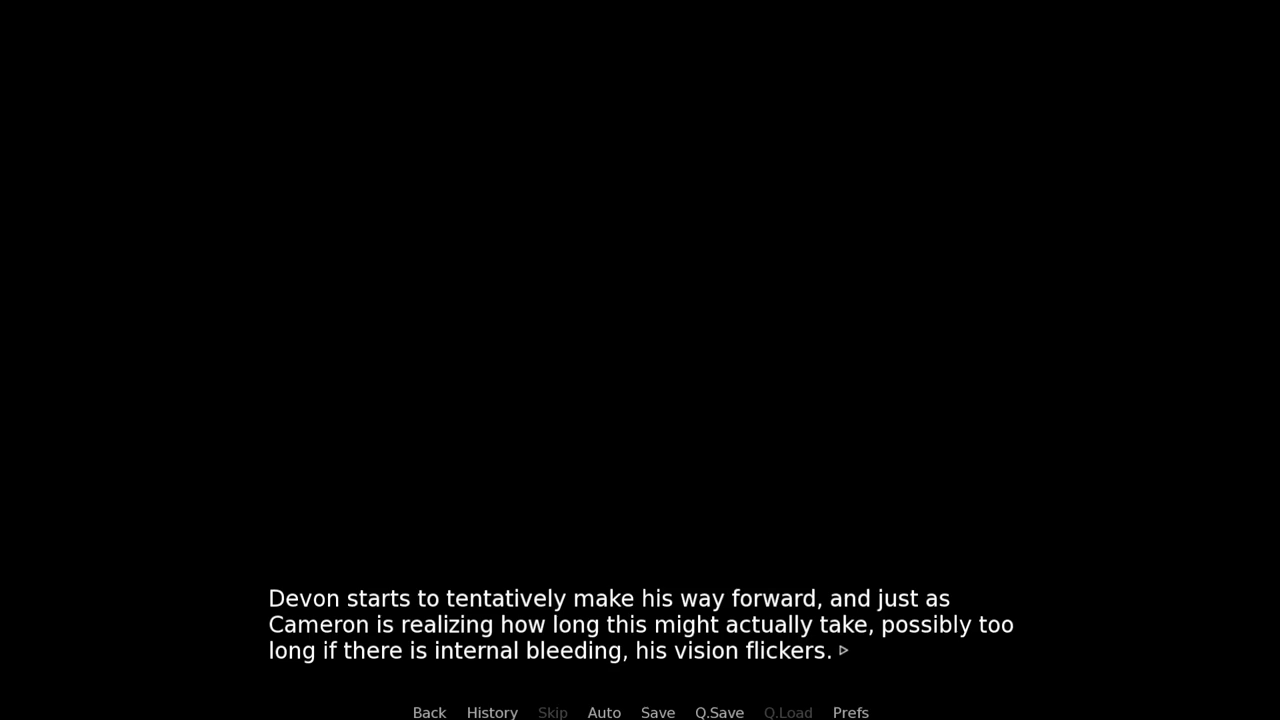 Devon starts to tentatively make his way forward, and just as
Cameron is realizing how long this might actually take, possibly too
long if there is internal bleeding, his vision flickers.
Back History Skip Auto Save Q.Save Q.Load Prefs